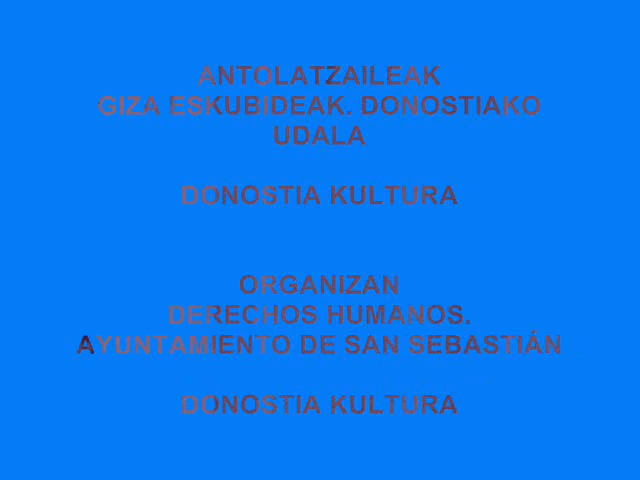 ANTOLATZAILEAK
GIZA ESKUBIDEAK. DONOSTIAKO
UDALA
DONOSTIA KULTURA
ORGANIZAN
DERECHOS HUMANOS.
AYUNTAMIENTO DE SAN SEBASTIÁN
DONOSTIA KULTURA